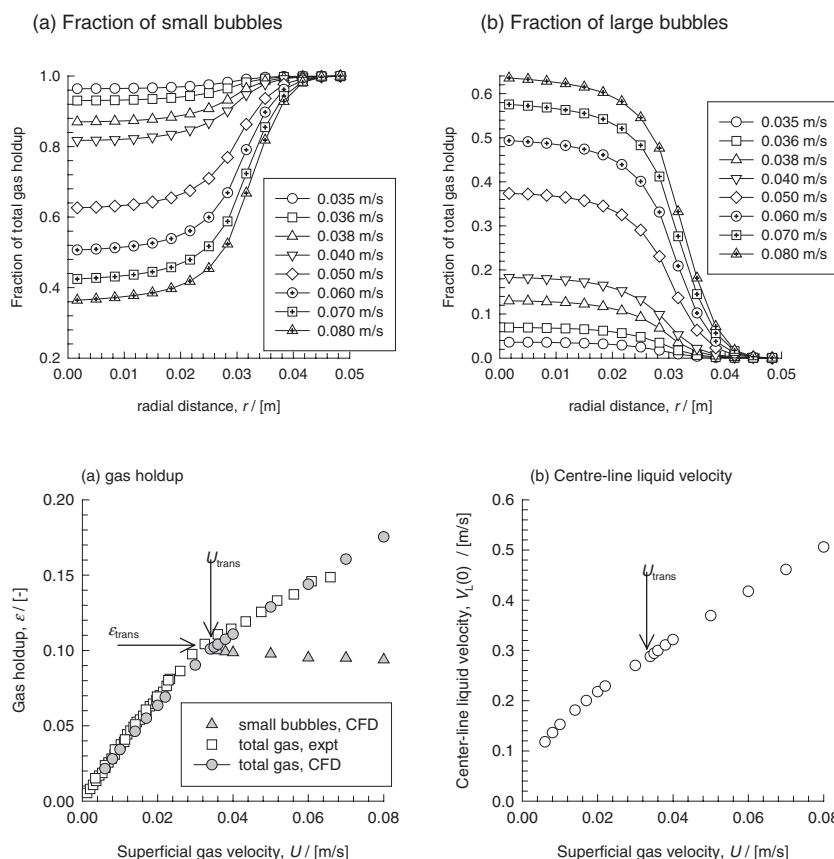 (a) Fraction of small bubbles
Fraction of total gas holdup
1.0
0.8
0.6
0.4
0.2
0.00 0.01 0.02 0.03 0.04 0.05
radial distance, r / [m]
0.035 m/s
0.036 m/s
0.038 m/s
0.040 m/s
0.050 m/s
0.060 m/s
0.070 m/s
0.080 m/s
(b) Fraction of large bubbles
Fraction of total gas holdup
0.6
0.5
0.4
0.3
0.2
0.1
0.0
0.00 0.01 0.02 0.03 0.04 0.05
radial distance, r / [m]
0.035 m/s
0.036 m/s
0.038 m/s
0.040 m/s
0.050 m/s
0.060 m/s
0.070 m/s
0.080 m/s
(a) gas holdup
Gas holdup, ε / [-]
0.20
0.15
0.10
0.05
0.00
U trans
ε trans
small bubbles, CFD
total gas, expt
total gas, CFD
0.00 0.02 0.04 0.06 0.08
Superficial gas velocity, U / [m/s]
(b) Centre-line liquid velocity
Center-line liquid velocity, V_L(0) / [m/s]
0.6
0.5
0.4
0.3
0.2
0.1
0.0
U trans
0.00 0.02 0.04 0.06 0.08
Superficial gas velocity, U / [m/s]